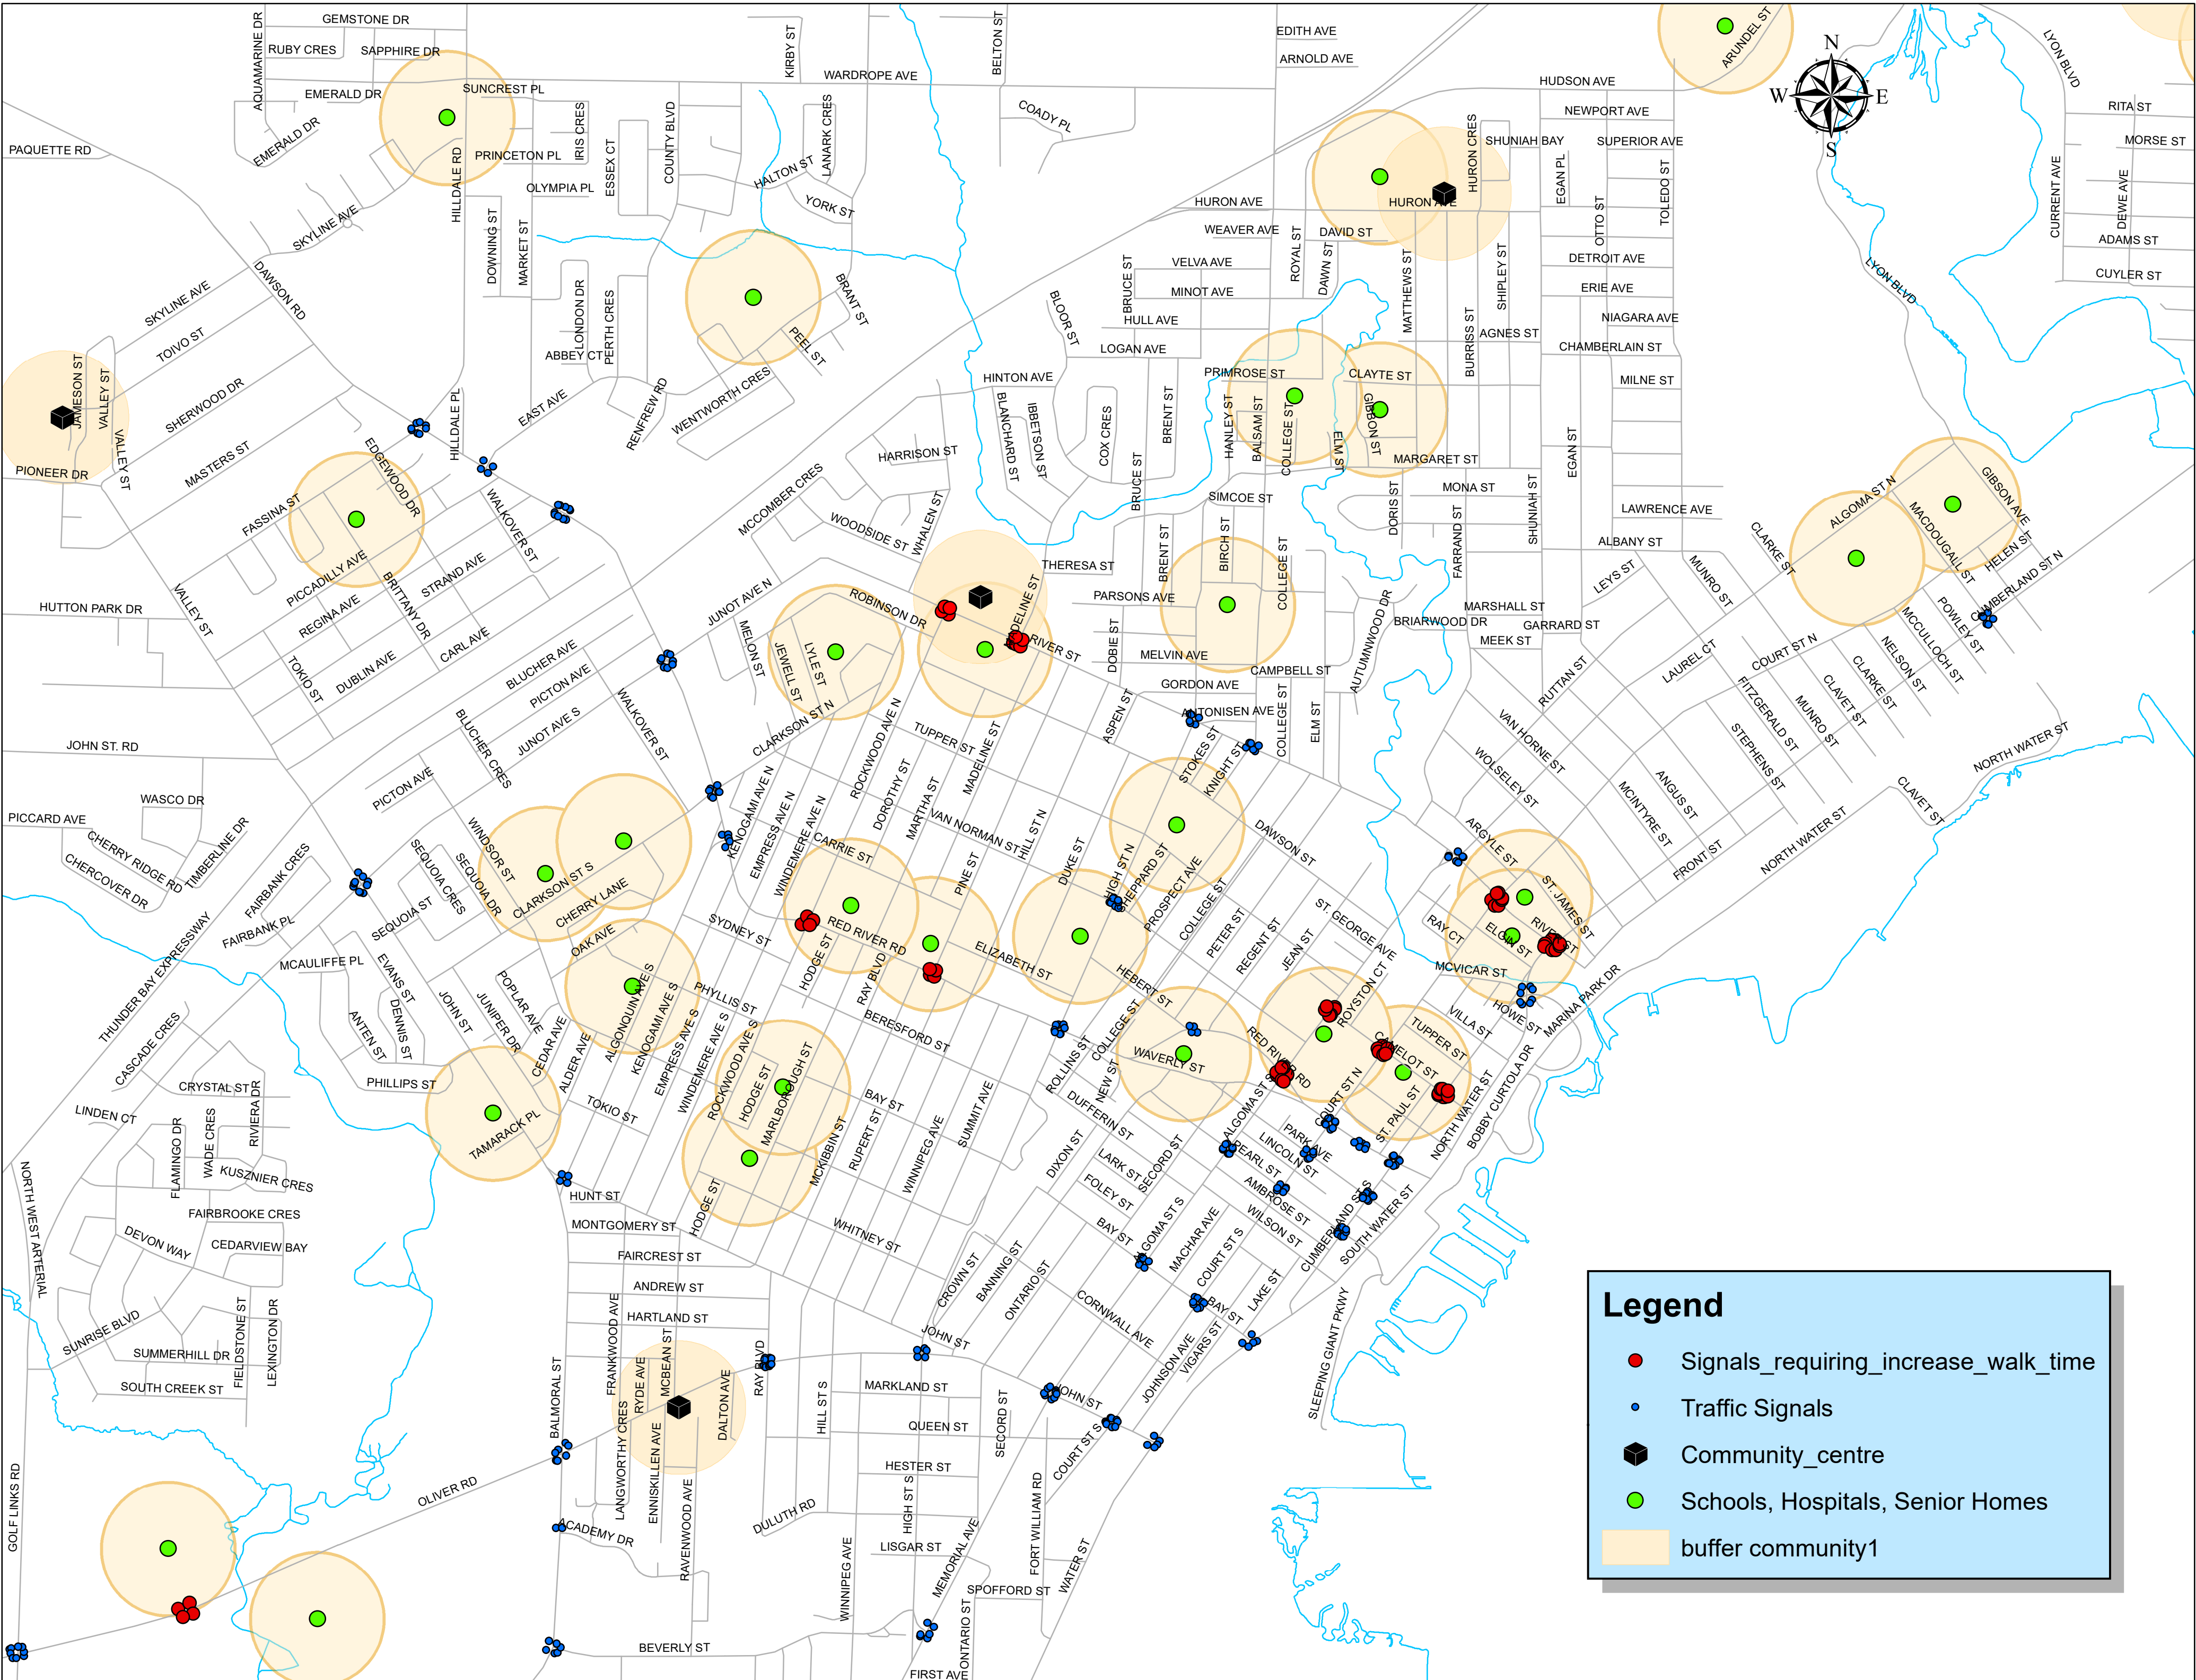 GEMSTONE DR
KIRBY ST
BELTON ST
EDITH AVE
ARUNDEL ST
LYON BLVD
AQUAMARINE DR
RUBY CRES
SAPPHIRE DR
WARDROPE AVE
ARNOLD AVE
HUDSON AVE
N
W
E
S
EMERALD DR
SUNCREST PL
COADY PL
NEWPORT AVE
RITA ST
EMERALD DR
IRIS CRES
COUNTY BLVD
LANARK CRES
HURON CRES
SHUNIAH BAY
SUPERIOR AVE
MORSE ST
PAQUETTE RD
HILLDALE RD
PRINCETON PL
ESSEX CT
HALTON ST
EGAN PL
TOLEDO ST
CURRENT AVE
DEWE AVE
OLYMPIA PL
YORK ST
HURON AVE
HURON AVE
OTTO ST
SKYLINE AVE
DOWNING ST
MARKET ST
WEAVER AVE
ROYAL ST
DAVID ST
ADAMS ST
DAWSON RD
VELVA AVE
DAWN ST
DETROIT AVE
CUYLER ST
SKYLINE AVE
BRUCE ST
MINOT AVE
MATTHEWS ST
SHIPLEY ST
ERIE AVE
LYON BLVD
TOIVO ST
LONDON DR
PERTH CRES
BRANT ST
BLOOR ST
HULL AVE
NIAGARA AVE
ABBEY CT
PEEL ST
LOGAN AVE
BURRISS ST
AGNES ST
CHAMBERLAIN ST
JAMESON ST
VALLEY ST
SHERWOOD DR
HILLDALE PL
EAST AVE
RENFREW RD
WENTWORTH CRES
HINTON AVE
PRIMROSE ST
CLAYTE ST
MILNE ST
BLANCHARD ST
IBBETSON ST
COX CRES
BRENT ST
HANLEY ST
BALSAM ST
COLLEGE ST
ELM ST
GIBBON ST
EGAN ST
VALLEY ST
PIONEER DR
MASTERS ST
EDGEWOOD DR
HARRISON ST
BRUCE ST
MARGARET ST
MCCOMBER CRES
MONA ST
FASSINA ST
WALKOVER ST
WOODSIDE ST
WHALEN ST
SIMCOE ST
DORIS ST
FARRAND ST
SHUNIAH ST
LAWRENCE AVE
ALGOMA ST N
GIBSON AVE
MACDOUGALL ST
HELEN ST
CUMBERLAND ST N
PICCADILLY AVE
STRAND AVE
BRITTANY DR
THERESA ST
BRENT ST
BIRCH ST
COLLEGE ST
ALBANY ST
CLARKE ST
HUTTON PARK DR
VALLEY ST
REGINA AVE
JUNOT AVE N
ROBINSON DR
PARSONS AVE
AUTUMNWOOD DR
BRIARWOOD DR
MARSHALL ST
GARRARD ST
LEYS ST
MUNRO ST
MCCULLOCH ST
POWLEY ST
CARL AVE
MELON ST
JEWELL ST
LYLE ST
RIVER ST
DOBIE ST
MELVIN AVE
MEEK ST
LAUREL CT
COURT ST N
NELSON ST
TOKIO ST
DUBLIN AVE
BLUCHER AVE
PICTON AVE
CAMPBELL ST
GORDON AVE
RUTTAN ST
CLARKE ST
CLAVET ST
JUNOT AVE S
WALKOVER ST
CLARKSON ST N
ROCKWOOD AVE N
TUPPER ST
MADELINE ST
ASPEN ST
COLLEGE ST
ELM ST
VAN HORNE ST
FITZGERALD ST
MUNRO ST
STEPHENS ST
JOHN ST. RD
BLUCHER CRES
STOKES ST
KNIGHT ST
WOLSELEY ST
NORTH WATER ST
PICTON AVE
WASCO DR
KENOGAMI AVE N
EMPRESS AVE N
WINDEMERE AVE N
DOROTHY ST
MARTHA ST
VAN NORMAN ST
HILL ST N
DUKE ST
DAWSON ST
MCINTYRE ST
ANGUS ST
CLAVET ST
PICCARD AVE
CHERRY RIDGE RD
CHERCOVER DR
TIMBERLINE DR
WINDSOR ST
CARRIE ST
PINE ST
HIGH ST N
SHEPPARD ST
ARGYLE ST
FRONT ST
NORTH WATER ST
FAIRBANK CRES
SEQUOIA CRES
SEQUOIA DR
CLARKSON ST S
CHERRY LANE
PROSPECT AVE
COLLEGE ST
ST. JAMES ST
FAIRBANK PL
SEQUOIA ST
OAK AVE
SYDNEY ST
RED RIVER RD
HODGE ST
ELIZABETH ST
PETER ST
REGENT ST
JEAN ST
ST. GEORGE AVE
RAY CT
ELGIN ST
RIVER ST
MCAULIFFE PL
EVANS ST
RAY BLVD
HEBERT ST
MCVICAR ST
THUNDER BAY EXPRESSWAY
DENNIS ST
ANTEN ST
JOHN ST
JUNIPER DR
POPLAR AVE
PHYLLIS ST
BERESFORD ST
COLLEGE ST
ROYSTON CT
HOWE ST
MARINA PARK DR
CASCADE CRES
CEDAR AVE
ALDER AVE
ALGONQUIN AVE S
KENOGAMI AVE S
EMPRESS AVE S
WINDEMERE AVE S
ROCKWOOD AVE S
HODGE ST
MARLBOROUGH ST
ROLLINS ST
NEW ST
WAVERLY ST
RED RIVER RD
CAMELOT ST
TUPPER ST
VILLA ST
CRYSTAL ST
PHILLIPS ST
TOKIO ST
BAY ST
DUFFERIN ST
ALGOMA ST S
COURT ST N
ST. PAUL ST
NORTH WATER ST
BOBBY CURTOLA DR
LINDEN CT
FLAMINGO DR
WADE CRES
RIVIERA DR
TAMARACK PL
MCKIBBIN ST
RUPERT ST
WINNIPEG AVE
SUMMIT AVE
DIXON ST
LARK ST
SECORD ST
PEARL ST
PARK AVE
LINCOLN ST
KUSZNIER CRES
HUNT ST
HODGE ST
FOLEY ST
AMBROSE ST
NORTH WEST ARTERIAL
FAIRBROOKE CRES
MONTGOMERY ST
WHITNEY ST
BAY ST
ALGOMA ST S
MACHAR AVE
WILSON ST
CUMBERLAND ST S
SOUTH WATER ST
DEVON WAY
CEDARVIEW BAY
FAIRCREST ST
CROWN ST
BANNING ST
ONTARIO ST
COURT ST S
ANDREW ST
LAKE ST
SUNRISE BLVD
FIELDSTONE ST
LEXINGTON DR
FRANKWOOD AVE
HARTLAND ST
CORNWALL AVE
BAY ST
SLEEPING GIANT PKWY
SUMMERHILL DR
MCBEAN ST
JOHN ST
JOHNSON AVE
VIGARS ST
SOUTH CREEK ST
BALMORAL ST
RYDE AVE
DALTON AVE
RAY BLVD
MARKLAND ST
JOHN ST
LANGWORTHY CRES
ENNISKILLEN AVE
HILL ST S
QUEEN ST
SECORD ST
COURT ST S
GOLF LINKS RD
OLIVER RD
RAVENWOOD AVE
HESTER ST
HIGH ST S
FORT WILLIAM RD
ACADEMY DR
DULUTH RD
LISGAR ST
MEMORIAL AVE
WATER ST
WINNIPEG AVE
SPOFFORD ST
ONTARIO ST
BEVERLY ST
FIRST AVE
Legend
Signals_requiring_increase_walk_time
Traffic Signals
Community_centre
Schools, Hospitals, Senior Homes
buffer community1